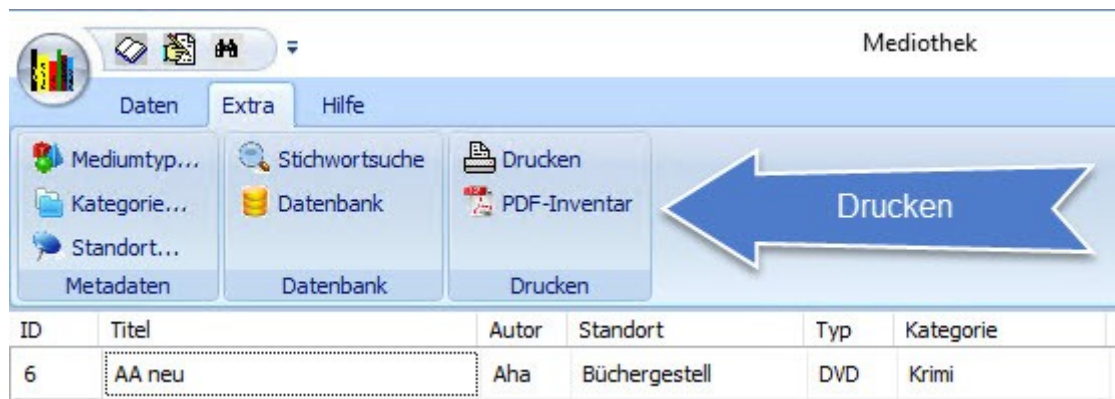 Mediothek
Daten Extra Hilfe
Mediumtyp... Stichwortsuche Drucken
Kategorie... Datenbank PDF-Inventar Drucken
Standort...
Metadaten Datenbank Drucken
ID Titel Autor Standort Typ Kategorie
6 AA neu Aha Büchergestell DVD Krimi